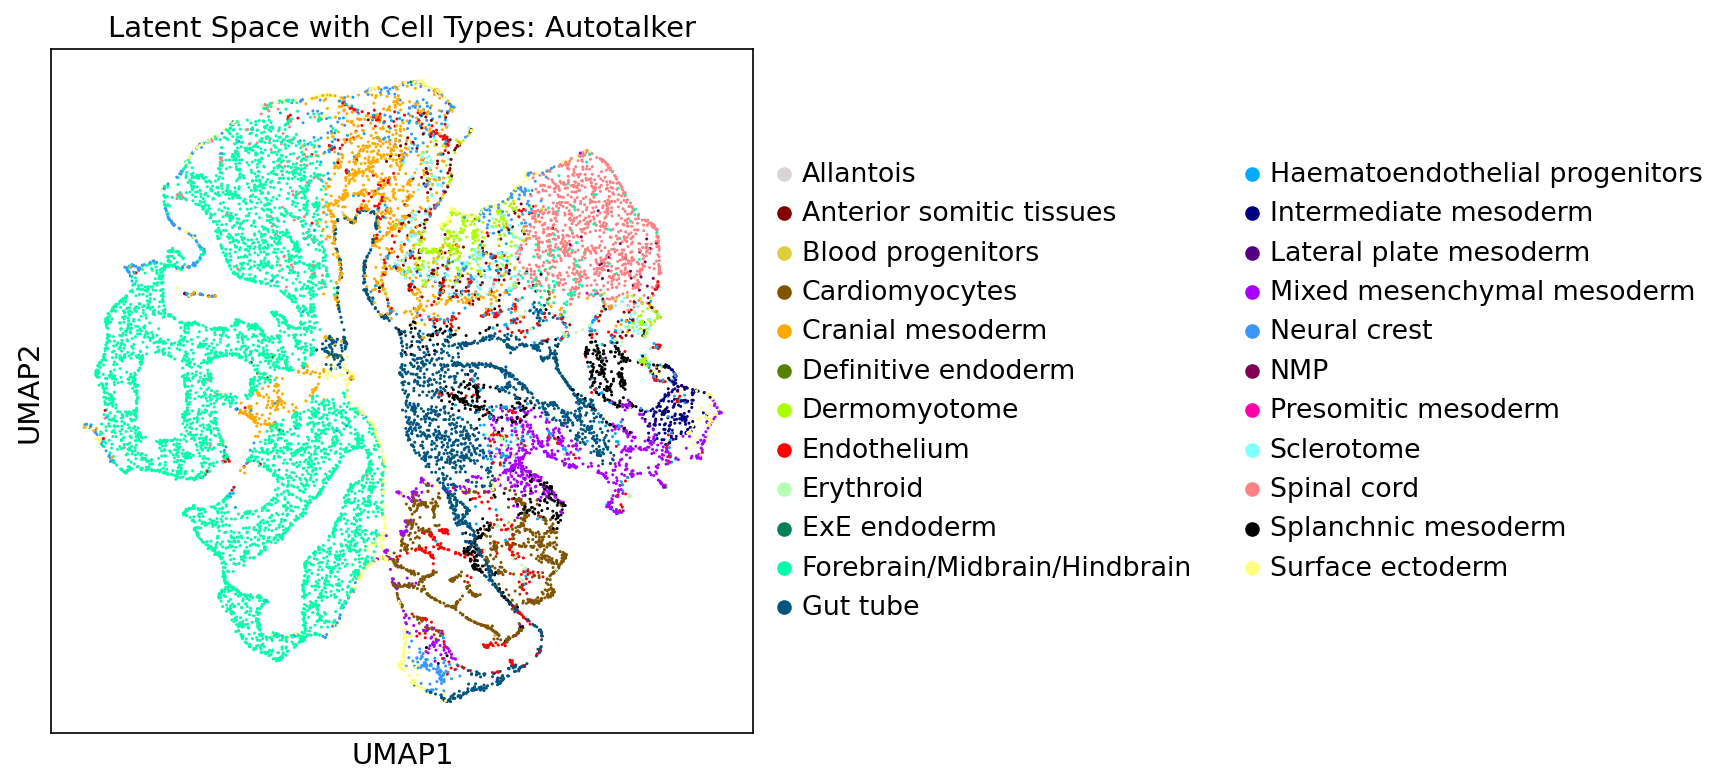 Latent Space with Cell Types: Autotalker
UMAP2
UMAP1
Allantois
Anterior somitic tissues
Blood progenitors
Cardiomyocytes
Cranial mesoderm
Definitive endoderm
Dermomyotome
Endothelium
Erythroid
ExE endoderm
Forebrain/Midbrain/Hindbrain
Gut tube
Haematoendothelial progenitors
Intermediate mesoderm
Lateral plate mesoderm
Mixed mesenchymal mesoderm
Neural crest
NMP
Presomitic mesoderm
Sclerotome
Spinal cord
Splanchnic mesoderm
Surface ectoderm